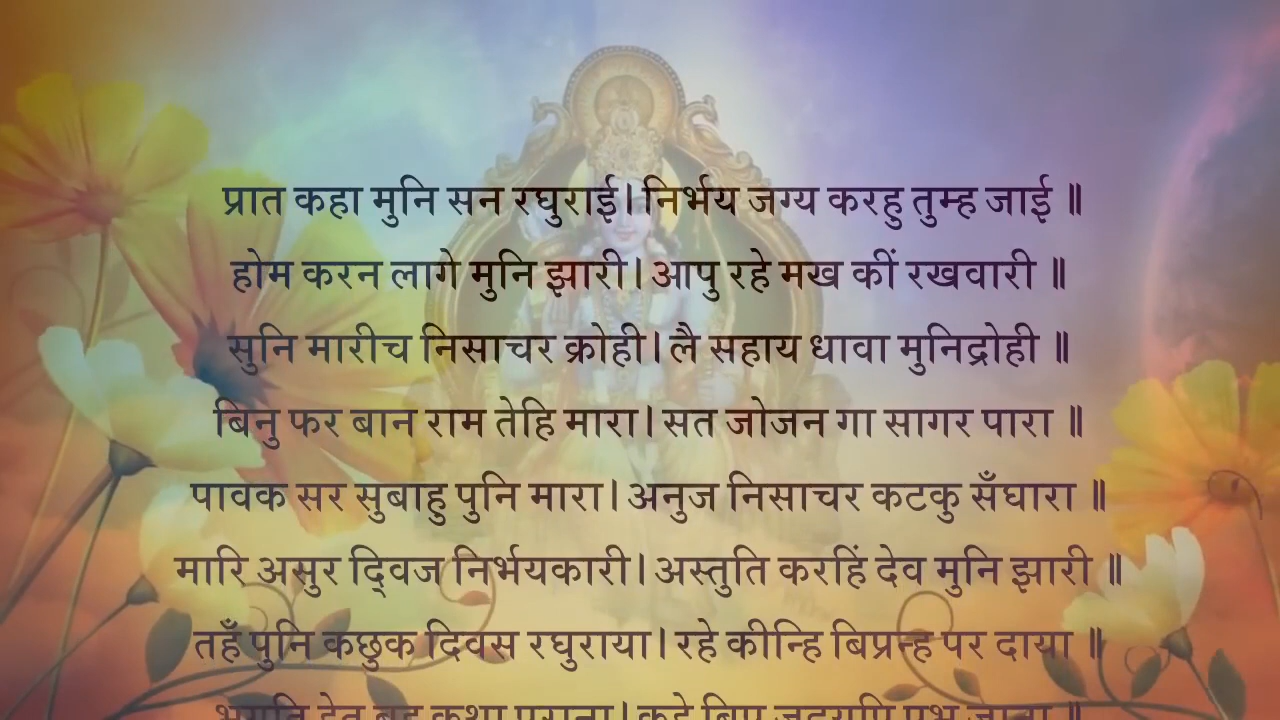 प्रात कहा मुनि सन रघुराई। निर्भय जग्य करहु तुम्ह जाई ॥
होम करन लागे मुनि झारी। आपु रहे मख कीं रखवारी ॥
सुनि मारीच निसाचर क्रोही। लै सहाय धावा मुनिद्रोही ॥
बिनु फर बान राम तेहि मारा। सत जोजन गा सागर पारा ॥
पावक सर सुबाहु पुनि मारा। अनुज निसाचर कटकु सँघारा ॥
मारि असुर द्विज निर्भयकारी। अस्तुति करहिं देव मुनि झारी ॥
तहँ पुनि कछुक दिवस रघुराया। रहे कीन्हि बिप्रन्ह पर दाया ॥